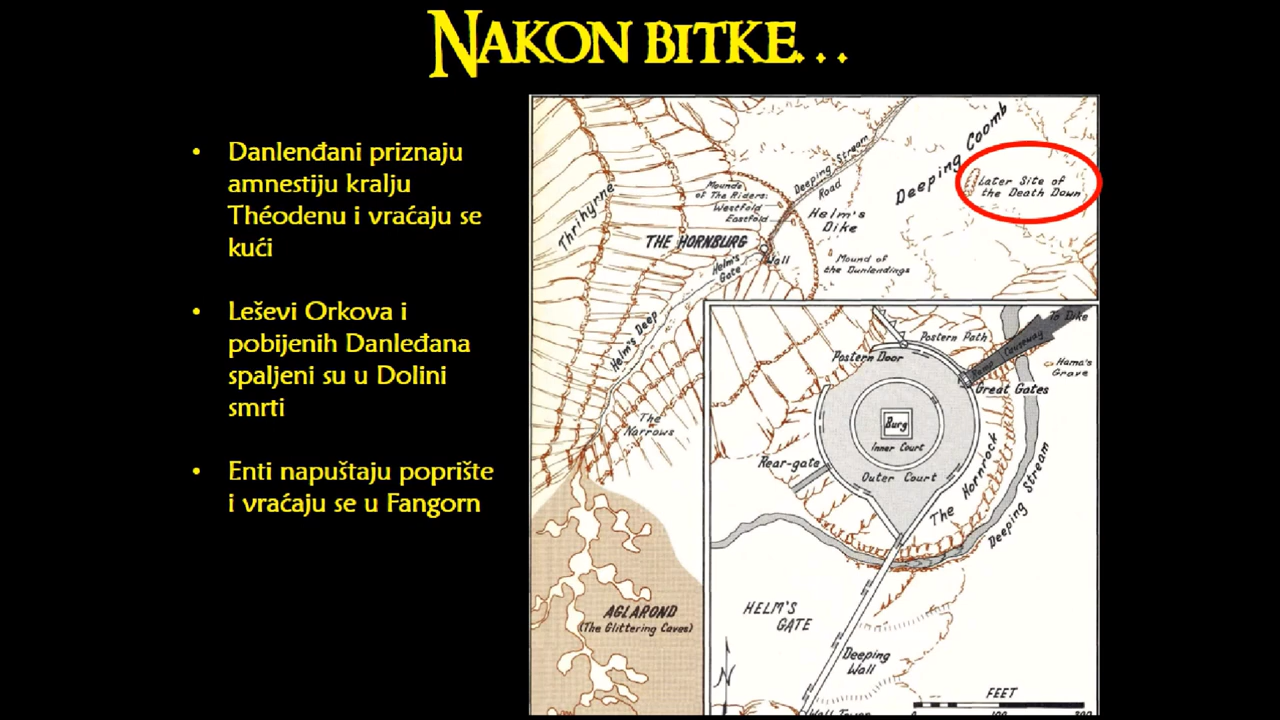 NAKON BITKE...
• Danlenđani priznaju
amnestiju kralju
Théodenu i vraćaju se
kući
• Leševi Orkova i
pobijenih Danleđana
spaljeni su u Dolini
smrti
• Enti napuštaju poprište
i vraćaju se u Fangorn
Deeping Coomb
Later Site of
the Death Down
Deeping Stream
Road
Mounds
of The Riders:
Westfold
Eastfold
Thrihyrne
Helm's
Dike
THE HORNBURG
Wall
Helm's
Gate
Mound of
the Dunlendings
Helm's Deep
The
Narrows
AGLAROND
(The Glittering Caves)
To Dike
Postern Path
Postern Door
Ramp Causeway
Hama's
Grave
Great Gates
Burg
Inner Court
Outer Court
Rear-gate
The Hornrock
Deeping Stream
HELM'S
GATE
Deeping
Wall
N
FEET